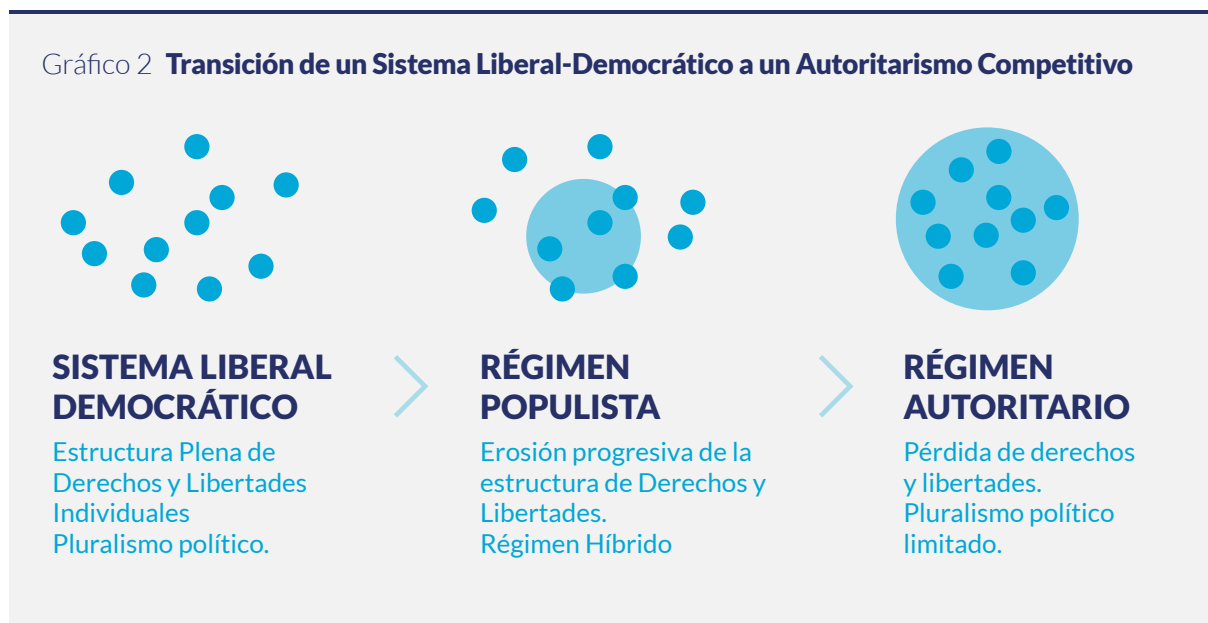 Gráfico 2 Transición de un Sistema Liberal-Democrático a un Autoritarismo Competitivo
SISTEMA LIBERAL
DEMOCRÁTICO
Estructura Plena de
Derechos y Libertades
Individuales
Pluralismo político.
RÉGIMEN
POPULISTA
Erosión progresiva de la
estructura de Derechos y
Libertades.
Régimen Híbrido
RÉGIMEN
AUTORITARIO
Pérdida de derechos
y libertades.
Pluralismo político
limitado.